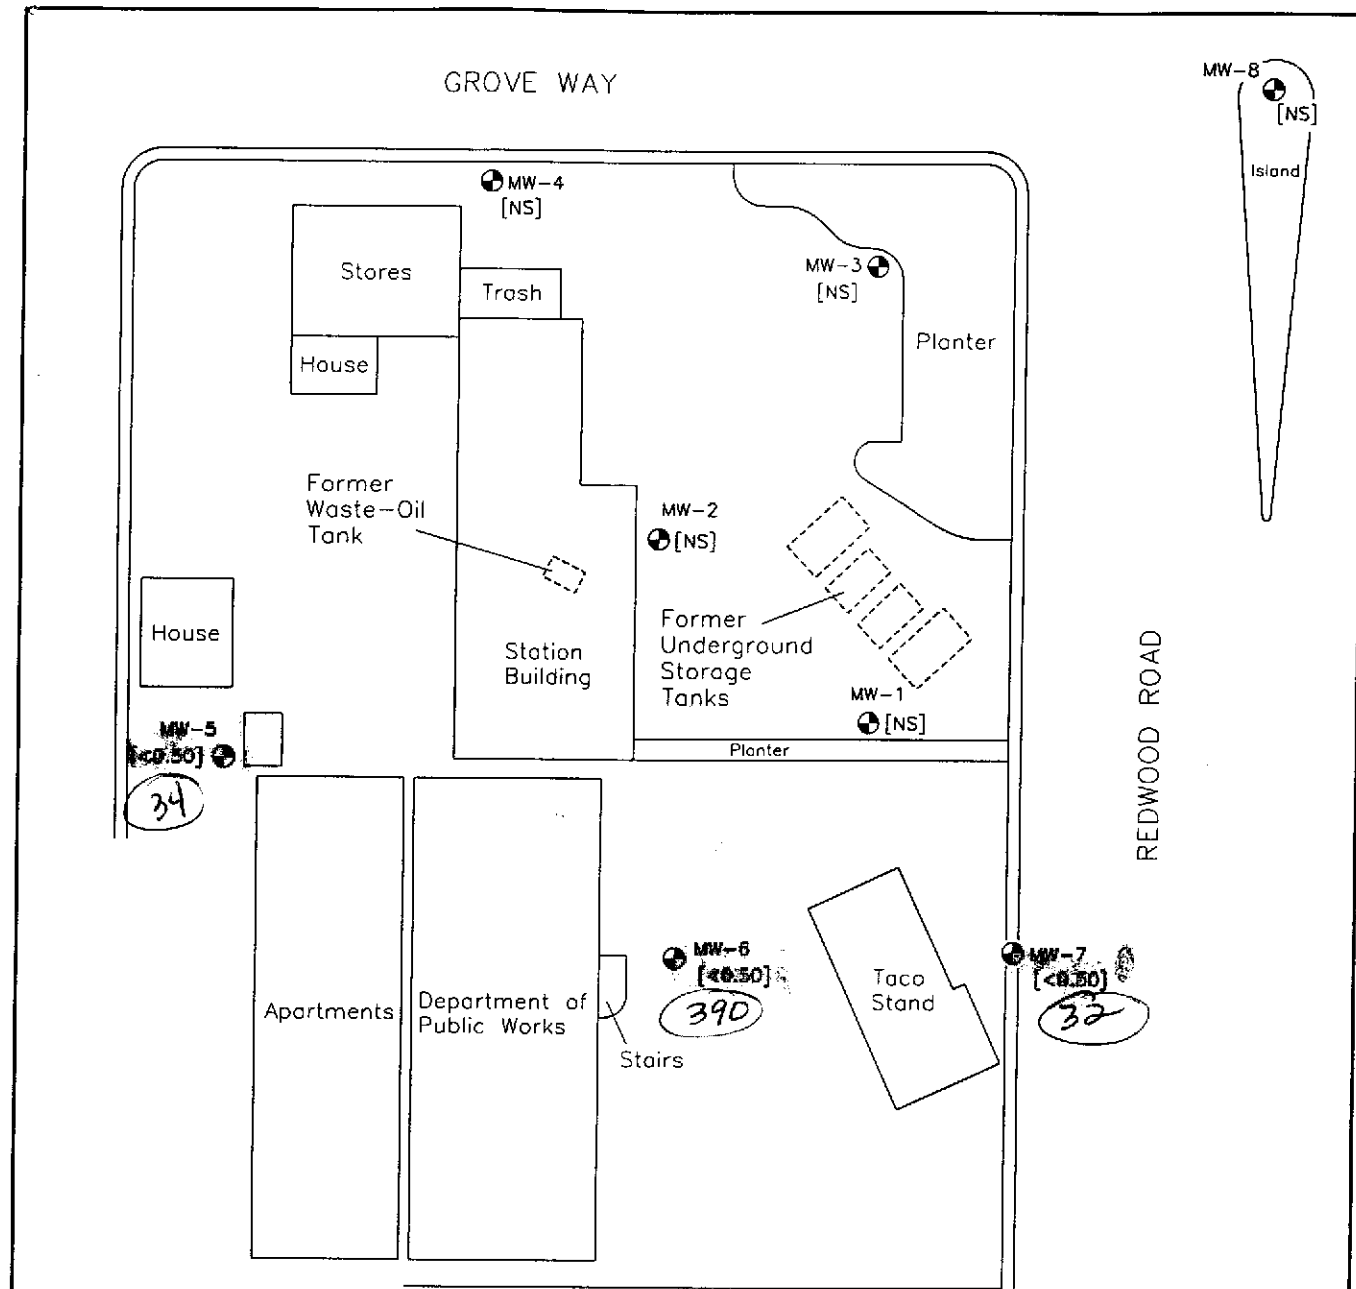 GROVE WAY
MW-8
[NS]
Island
MW-4
[NS]
Stores
Trash
House
MW-3
[NS]
Planter
Former
Waste-Oil
Tank
MW-2
[NS]
House
Station
Building
Former
Underground
Storage
Tanks
MW-1
[NS]
Planter
REDWOOD ROAD
MW-5
[<0.50]
34
MW-6
[<0.50]
390
MW-7
[<0.50]
32
Taco
Stand
Apartments
Department of
Public Works
Stairs